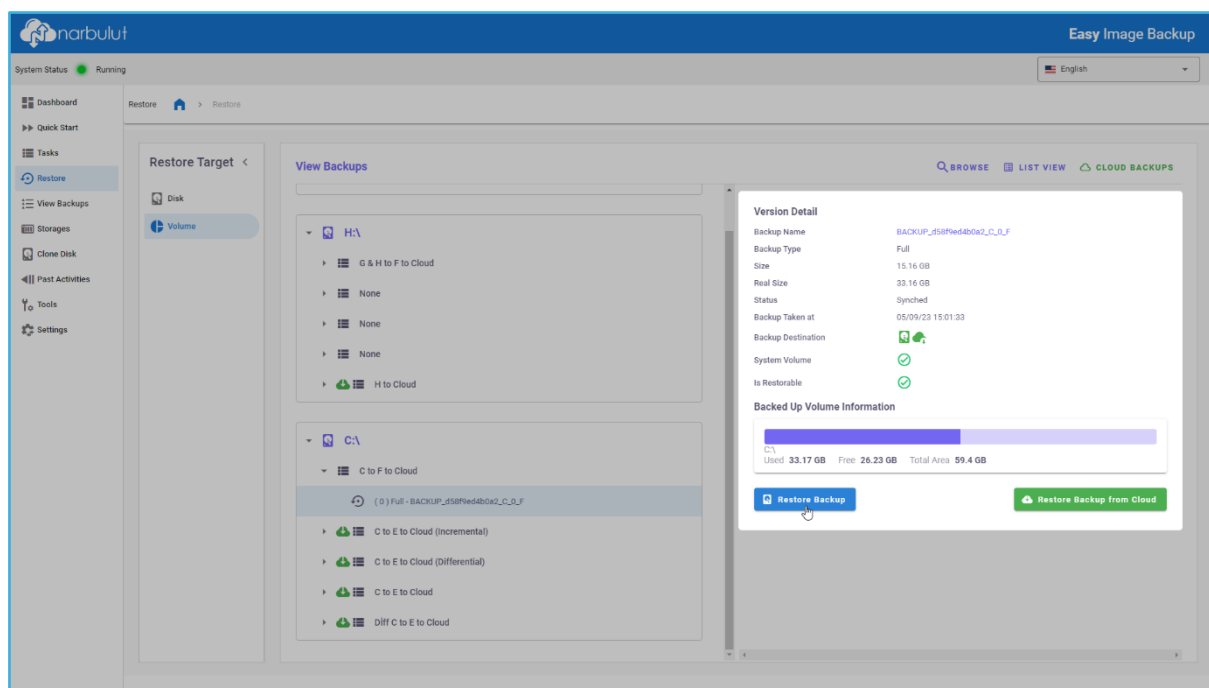 narbulut
Easy Image Backup
System Status Running
English
Dashboard
Quick Start
Tasks
Restore
View Backups
Storages
Clone Disk
Past Activities
Tools
Settings
Restore > Restore
Restore Target <
Disk
Volume
View Backups
BROWSE LIST VIEW CLOUD BACKUPS
H:\
G & H to F to Cloud
None
None
None
H to Cloud
C:\
C to F to Cloud
( 0 ) Full - BACKUP_d58f9ed4b0a2_C_0_F
C to E to Cloud (Incremental)
C to E to Cloud (Differential)
C to E to Cloud
Diff C to E to Cloud
Version Detail
Backup Name BACKUP_d58f9ed4b0a2_C_0_F
Backup Type Full
Size 15.16 GB
Real Size 33.16 GB
Status Synched
Backup Taken at 05/09/23 15:01:33
Backup Destination
System Volume
Is Restorable
Backed Up Volume Information
C:\
Used 33.17 GB Free 26.23 GB Total Area 59.4 GB
Restore Backup
Restore Backup from Cloud